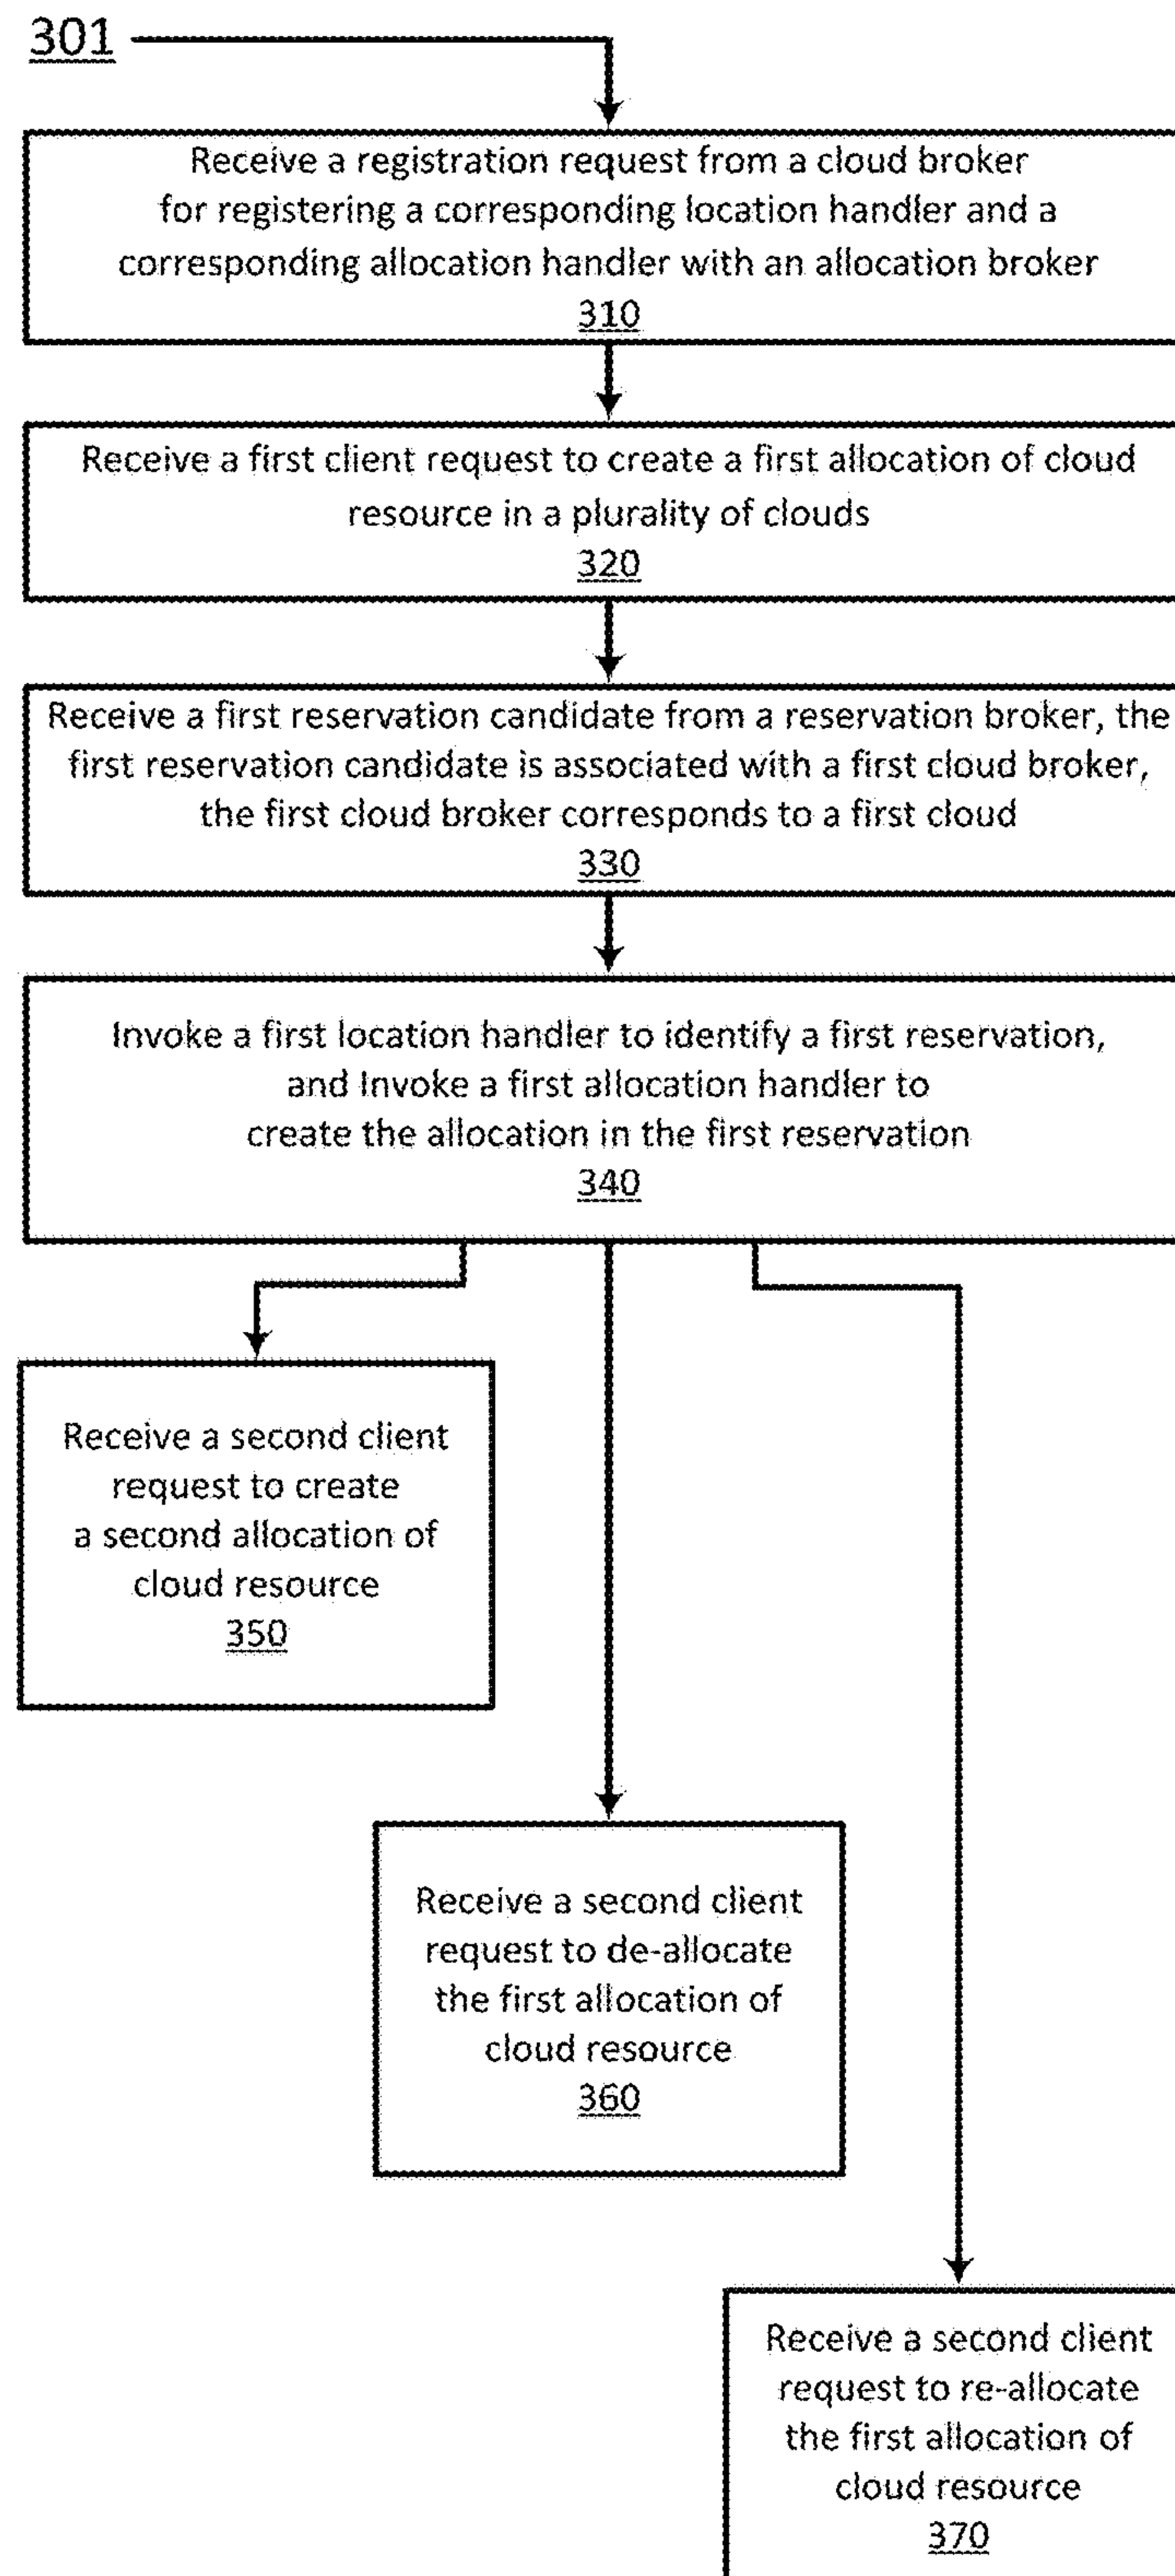 301
Receive a registration request from a cloud broker
for registering a corresponding location handler and a
corresponding allocation handler with an allocation broker
310
Receive a first client request to create a first allocation of cloud
resource in a plurality of clouds
320
Receive a first reservation candidate from a reservation broker, the
first reservation candidate is associated with a first cloud broker,
the first cloud broker corresponds to a first cloud
330
Invoke a first location handler to identify a first reservation,
and Invoke a first allocation handler to
create the allocation in the first reservation
340
Receive a second client
request to create
a second allocation of
cloud resource
350
Receive a second client
request to de-allocate
the first allocation of
cloud resource
360
Receive a second client
request to re-allocate
the first allocation of
cloud resource
370